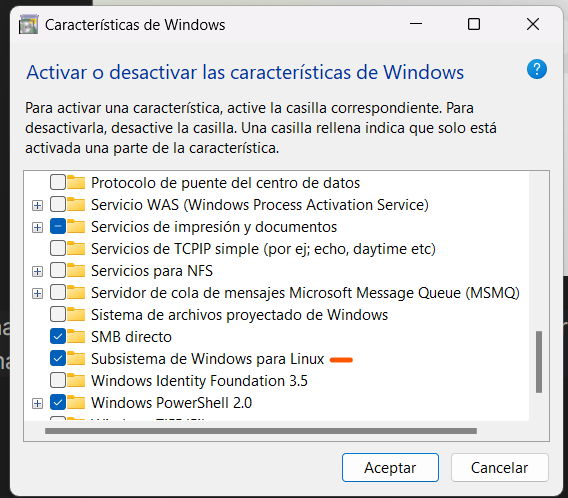 Características de Windows
Activar o desactivar las características de Windows
?
Para activar una característica, active la casilla correspondiente. Para
desactivarla, desactive la casilla. Una casilla rellena indica que solo está
activada una parte de la característica.
Protocolo de puente del centro de datos
Servicio WAS (Windows Process Activation Service)
Servicios de impresión y documentos
Servicios de TCPIP simple (por ej; echo, daytime etc)
Servicios para NFS
Servidor de cola de mensajes Microsoft Message Queue (MSMQ)
Sistema de archivos proyectado de Windows
SMB directo
Subsistema de Windows para Linux
Windows Identity Foundation 3.5
Windows PowerShell 2.0
Aceptar
Cancelar